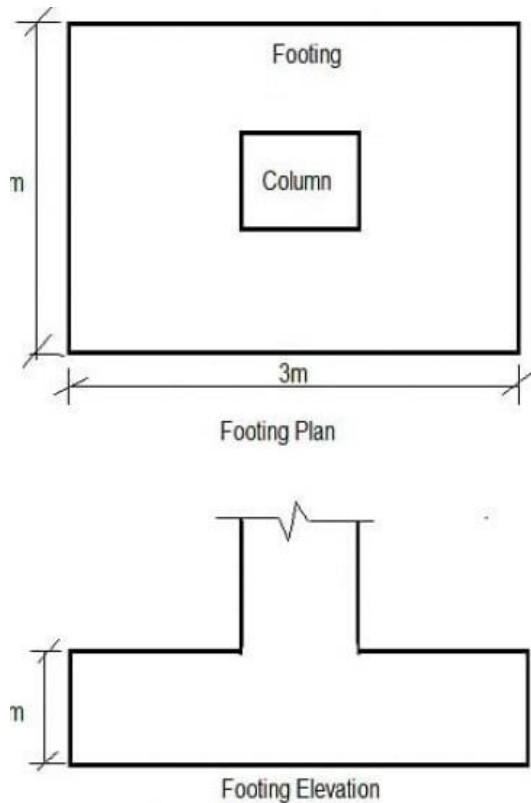 Footing
Column
m
3m
Footing Plan
m
Footing Elevation